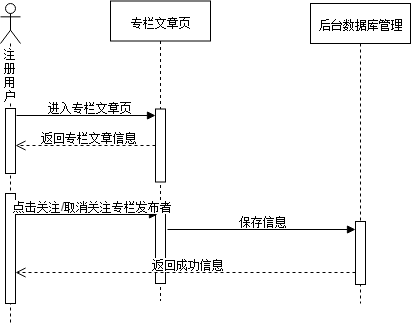 专栏文章页
后台数据库管理
注册用户
进入专栏文章页
返回专栏文章信息
点击关注/取消关注专栏发布者
保存信息
返回成功信息